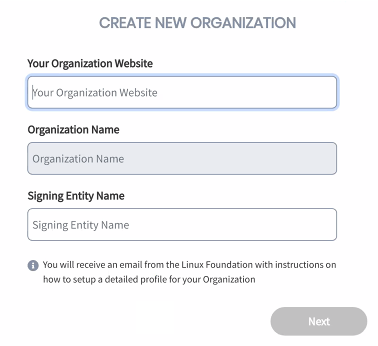 CREATE NEW ORGANIZATION
Your Organization Website
Your Organization Website
Organization Name
Organization Name
Signing Entity Name
Signing Entity Name
You will receive an email from the Linux Foundation with instructions on
how to setup a detailed profile for your Organization
Next